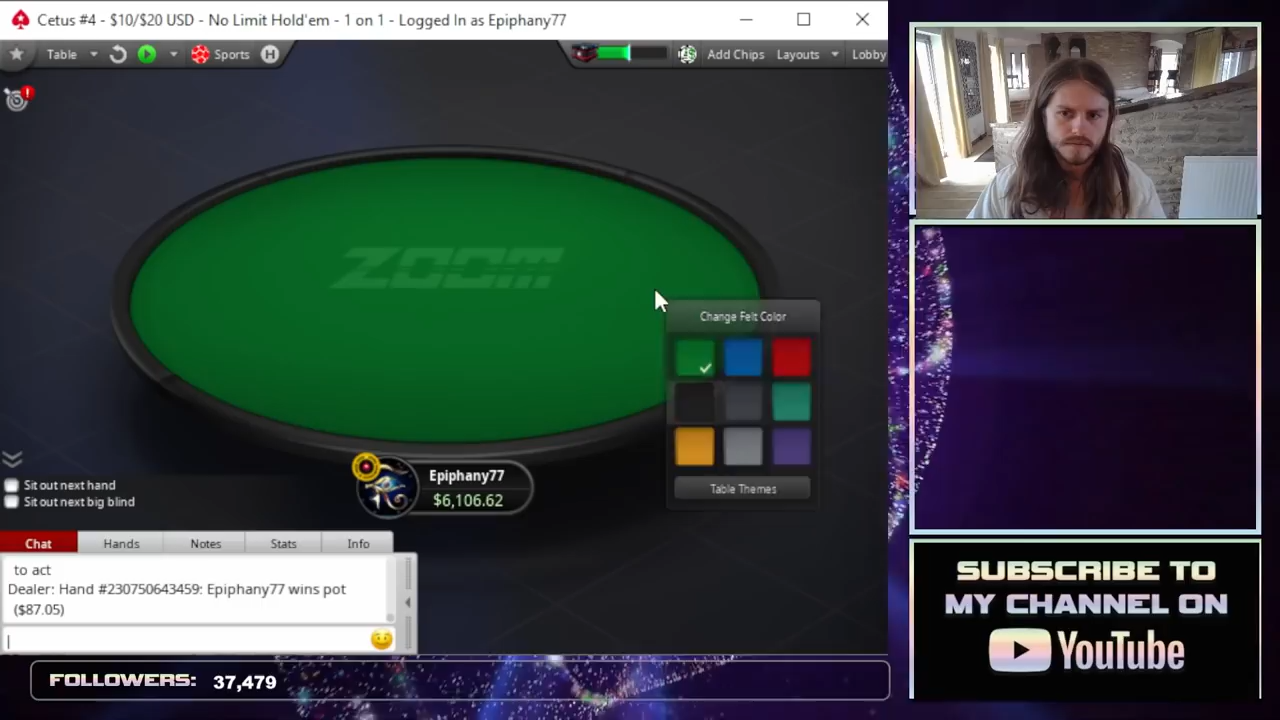 Cetus #4 - $10/$20 USD - No Limit Hold'em - 1 on 1 - Logged In as Epiphany77
Table
Sports
H
Add Chips
Layouts
Lobby
ZOOM
Change Felt Color
Table Themes
Epiphany77
$6,106.62
Sit out next hand
Sit out next big blind
Chat
Hands
Notes
Stats
Info
to act
Dealer: Hand #230750643459: Epiphany77 wins pot
($87.05)
FOLLOWERS: 37,479
SUBSCRIBE TO
MY CHANNEL ON
YouTube